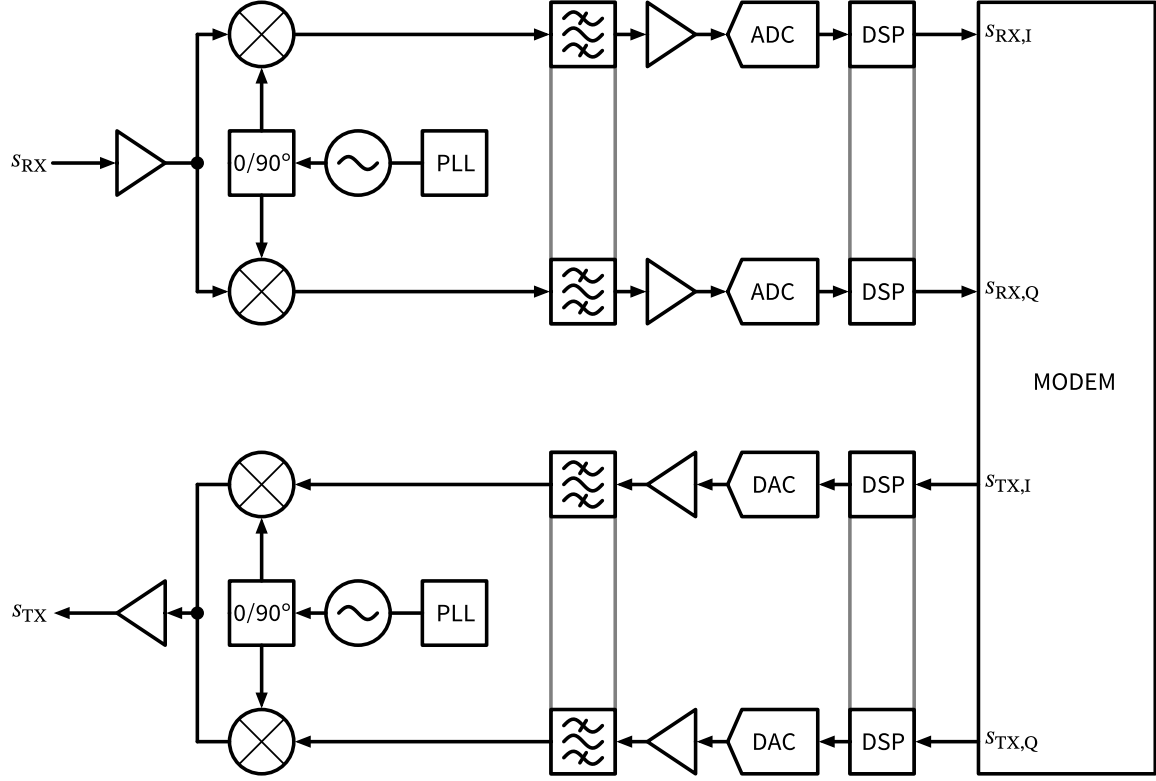 ADC DSP s_RX,I
s_RX 0/90° PLL
ADC DSP s_RX,Q
MODEM
DAC DSP s_TX,I
s_TX 0/90° PLL
DAC DSP s_TX,Q